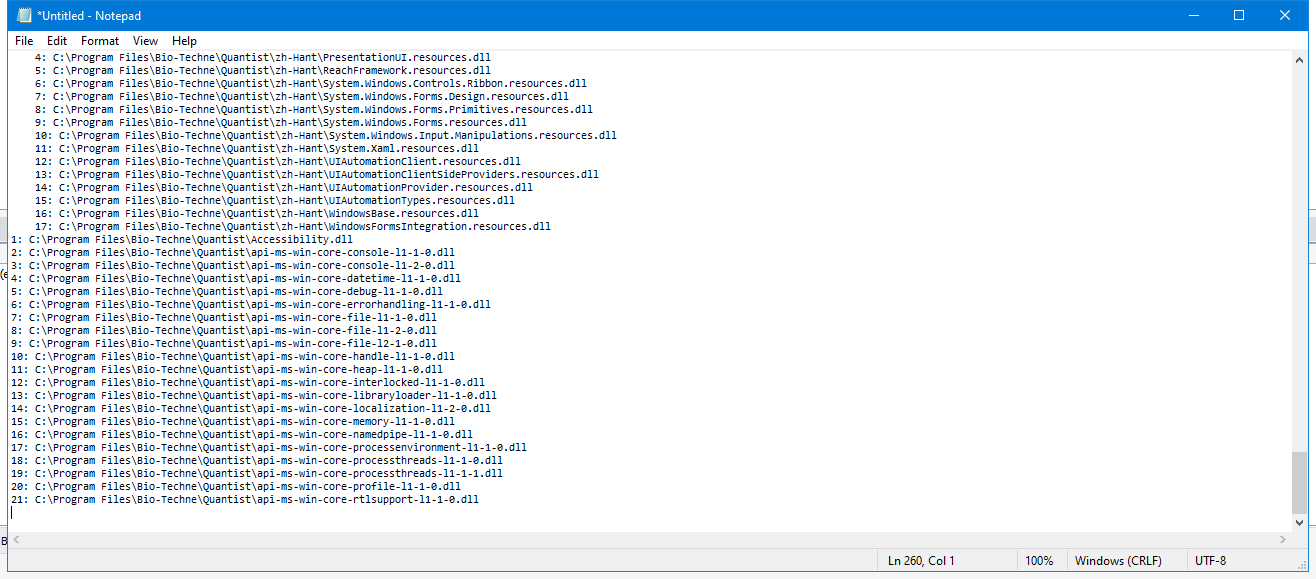 *Untitled - Notepad
File Edit Format View Help
4: C:\Program Files\Bio-Techne\Quantist\zh-Hant\PresentationUI.resources.dll
5: C:\Program Files\Bio-Techne\Quantist\zh-Hant\ReachFramework.resources.dll
6: C:\Program Files\Bio-Techne\Quantist\zh-Hant\System.Windows.Controls.Ribbon.resources.dll
7: C:\Program Files\Bio-Techne\Quantist\zh-Hant\System.Windows.Forms.Design.resources.dll
8: C:\Program Files\Bio-Techne\Quantist\zh-Hant\System.Windows.Forms.Primitives.resources.dll
9: C:\Program Files\Bio-Techne\Quantist\zh-Hant\System.Windows.Forms.resources.dll
10: C:\Program Files\Bio-Techne\Quantist\zh-Hant\System.Windows.Input.Manipulations.resources.dll
11: C:\Program Files\Bio-Techne\Quantist\zh-Hant\System.Xaml.resources.dll
12: C:\Program Files\Bio-Techne\Quantist\zh-Hant\UIAutomationClient.resources.dll
13: C:\Program Files\Bio-Techne\Quantist\zh-Hant\UIAutomationClientSideProviders.resources.dll
14: C:\Program Files\Bio-Techne\Quantist\zh-Hant\UIAutomationProvider.resources.dll
15: C:\Program Files\Bio-Techne\Quantist\zh-Hant\UIAutomationTypes.resources.dll
16: C:\Program Files\Bio-Techne\Quantist\zh-Hant\WindowsBase.resources.dll
17: C:\Program Files\Bio-Techne\Quantist\zh-Hant\WindowsFormsIntegration.resources.dll
1: C:\Program Files\Bio-Techne\Quantist\Accessibility.dll
2: C:\Program Files\Bio-Techne\Quantist\api-ms-win-core-console-l1-1-0.dll
3: C:\Program Files\Bio-Techne\Quantist\api-ms-win-core-console-l1-2-0.dll
4: C:\Program Files\Bio-Techne\Quantist\api-ms-win-core-datetime-l1-1-0.dll
5: C:\Program Files\Bio-Techne\Quantist\api-ms-win-core-debug-l1-1-0.dll
6: C:\Program Files\Bio-Techne\Quantist\api-ms-win-core-errorhandling-l1-1-0.dll
7: C:\Program Files\Bio-Techne\Quantist\api-ms-win-core-file-l1-1-0.dll
8: C:\Program Files\Bio-Techne\Quantist\api-ms-win-core-file-l1-2-0.dll
9: C:\Program Files\Bio-Techne\Quantist\api-ms-win-core-file-l2-1-0.dll
10: C:\Program Files\Bio-Techne\Quantist\api-ms-win-core-handle-l1-1-0.dll
11: C:\Program Files\Bio-Techne\Quantist\api-ms-win-core-heap-l1-1-0.dll
12: C:\Program Files\Bio-Techne\Quantist\api-ms-win-core-interlocked-l1-1-0.dll
13: C:\Program Files\Bio-Techne\Quantist\api-ms-win-core-libraryloader-l1-1-0.dll
14: C:\Program Files\Bio-Techne\Quantist\api-ms-win-core-localization-l1-2-0.dll
15: C:\Program Files\Bio-Techne\Quantist\api-ms-win-core-memory-l1-1-0.dll
16: C:\Program Files\Bio-Techne\Quantist\api-ms-win-core-namedpipe-l1-1-0.dll
17: C:\Program Files\Bio-Techne\Quantist\api-ms-win-core-processenvironment-l1-1-0.dll
18: C:\Program Files\Bio-Techne\Quantist\api-ms-win-core-processthreads-l1-1-0.dll
19: C:\Program Files\Bio-Techne\Quantist\api-ms-win-core-processthreads-l1-1-1.dll
20: C:\Program Files\Bio-Techne\Quantist\api-ms-win-core-profile-l1-1-0.dll
21: C:\Program Files\Bio-Techne\Quantist\api-ms-win-core-rtlsupport-l1-1-0.dll
Ln 260, Col 1 100% Windows (CRLF) UTF-8